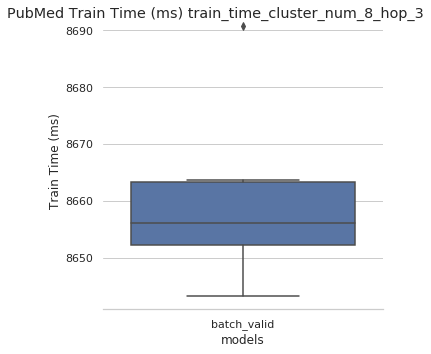 PubMed Train Time (ms) train_time_cluster_num_8_hop_3
8690
8680
8670
8660
8650
Train Time (ms)
batch_valid
models